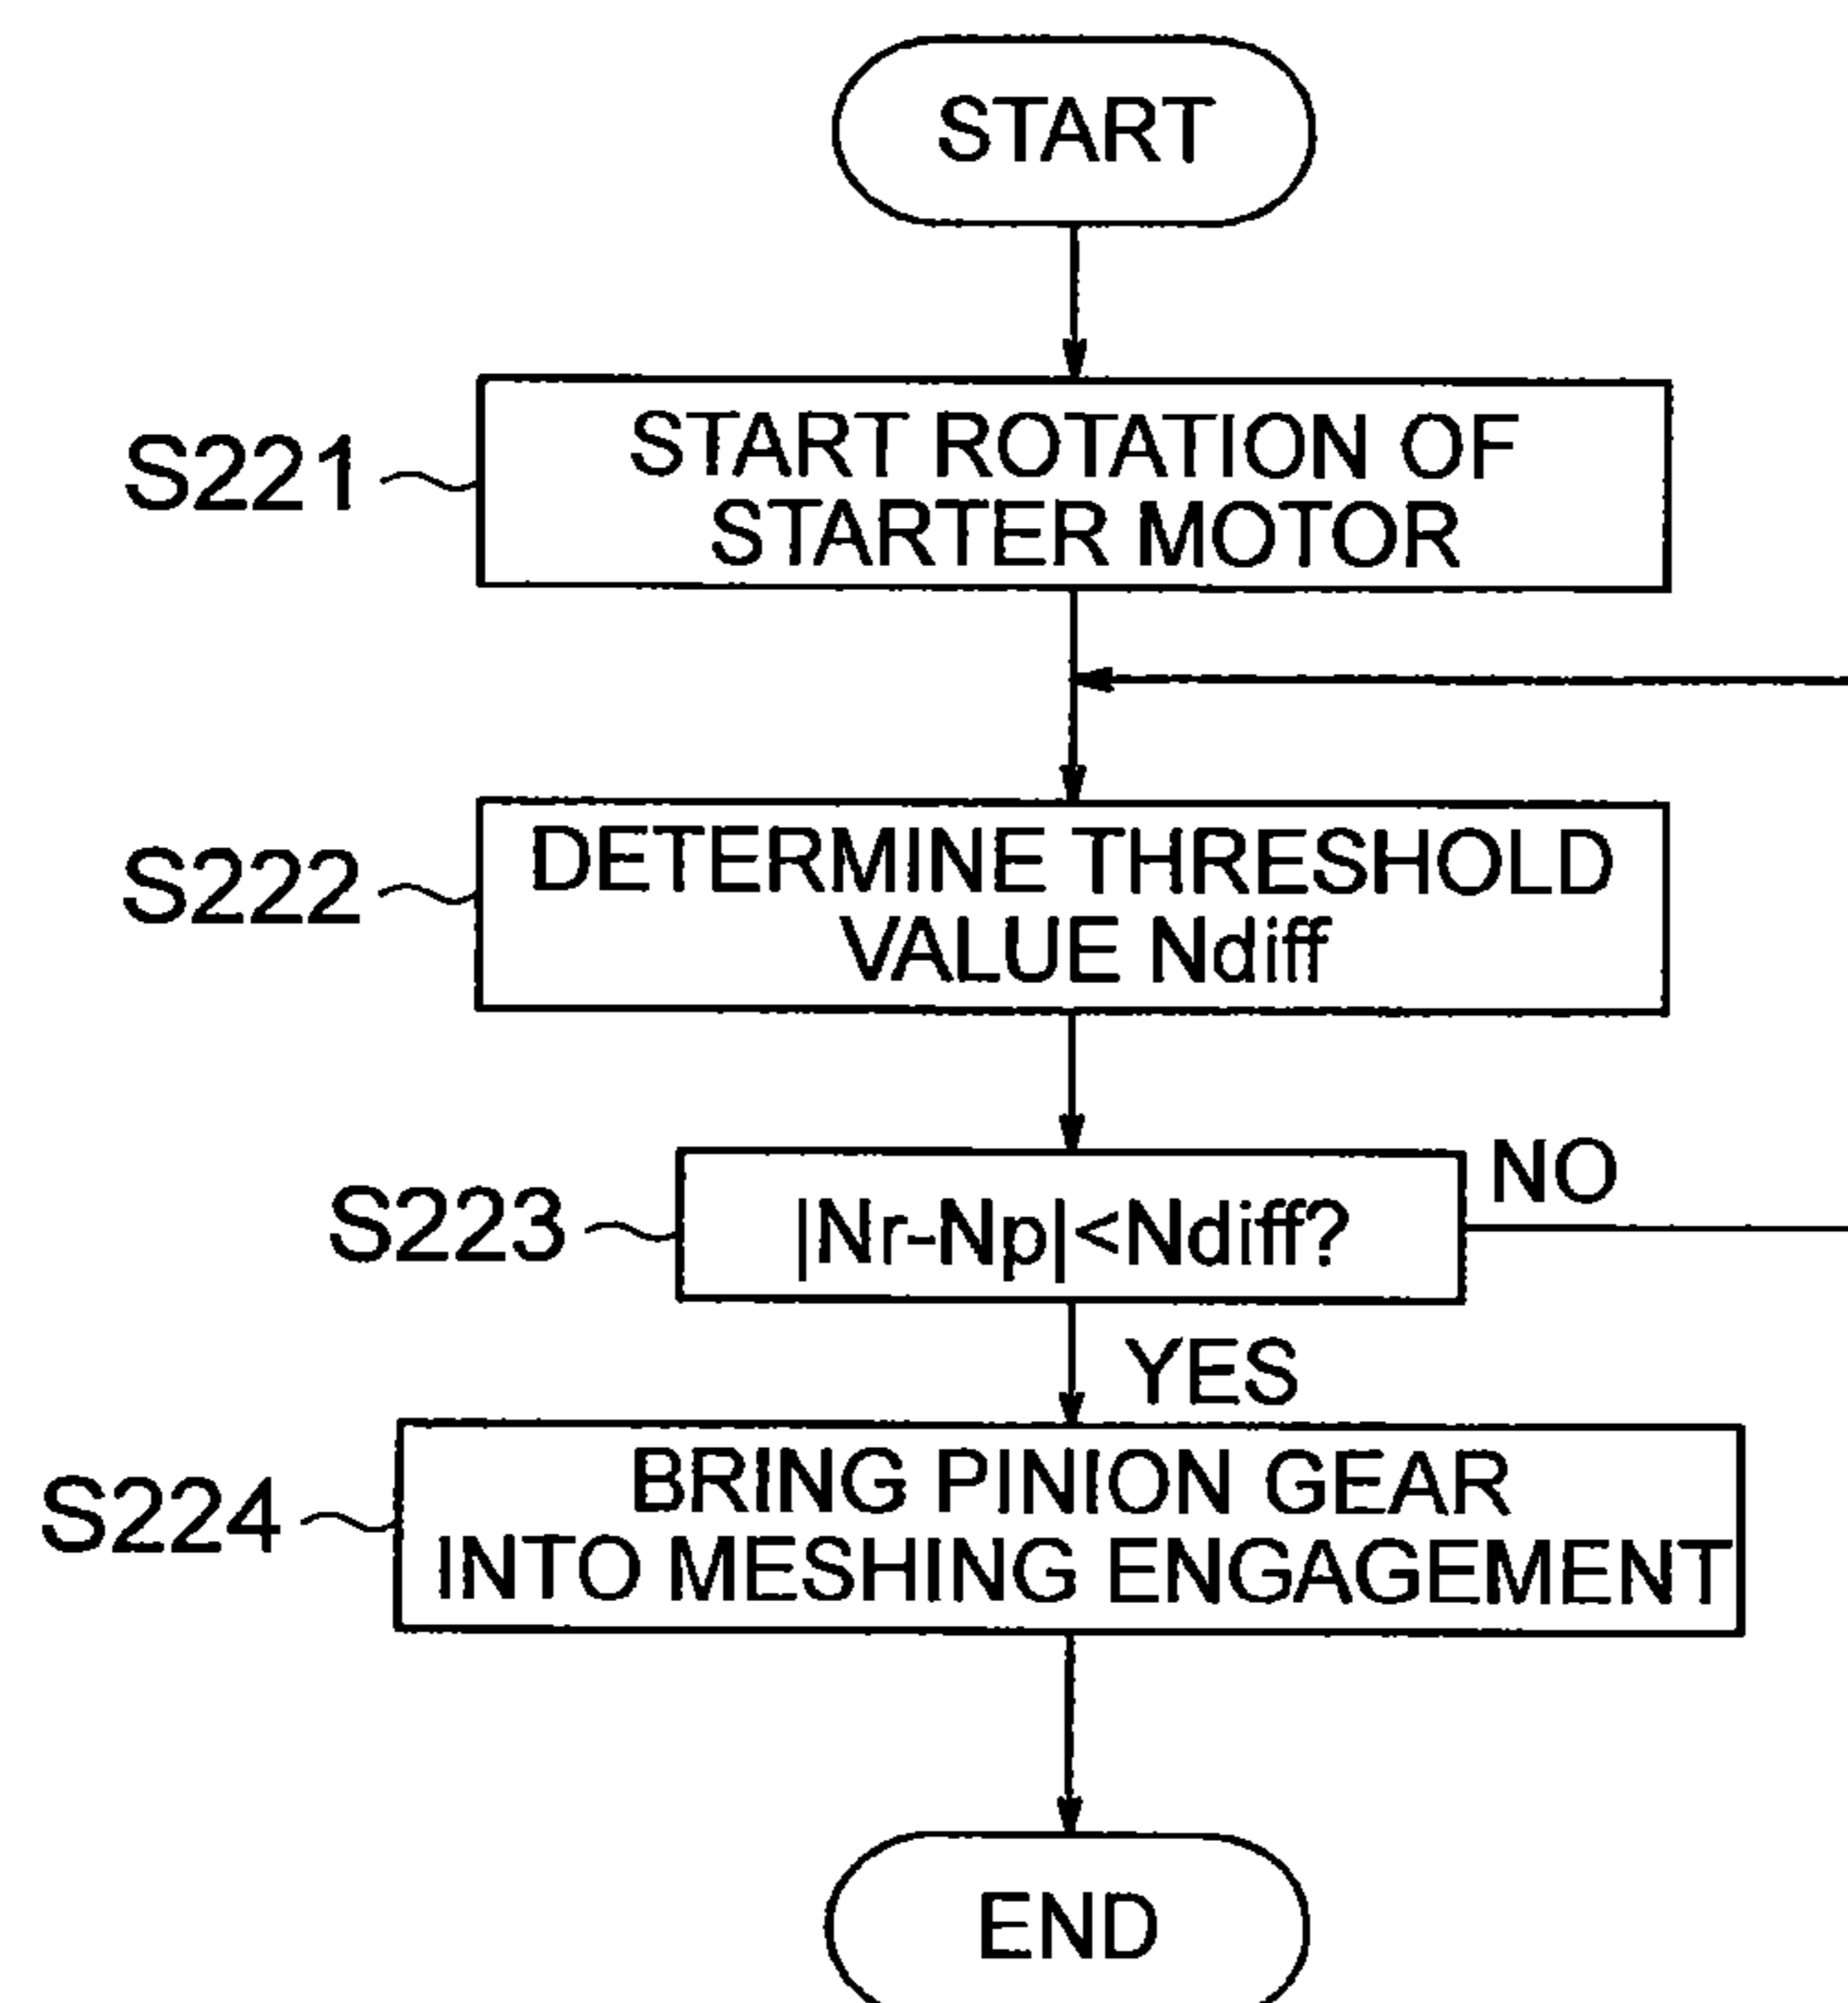 START
S221
START ROTATION OF
STARTER MOTOR
S222
DETERMINE THRESHOLD
VALUE Ndiff
S223
|Nr-Np|<Ndiff?
NO
YES
S224
BRING PINION GEAR
INTO MESHING ENGAGEMENT
END